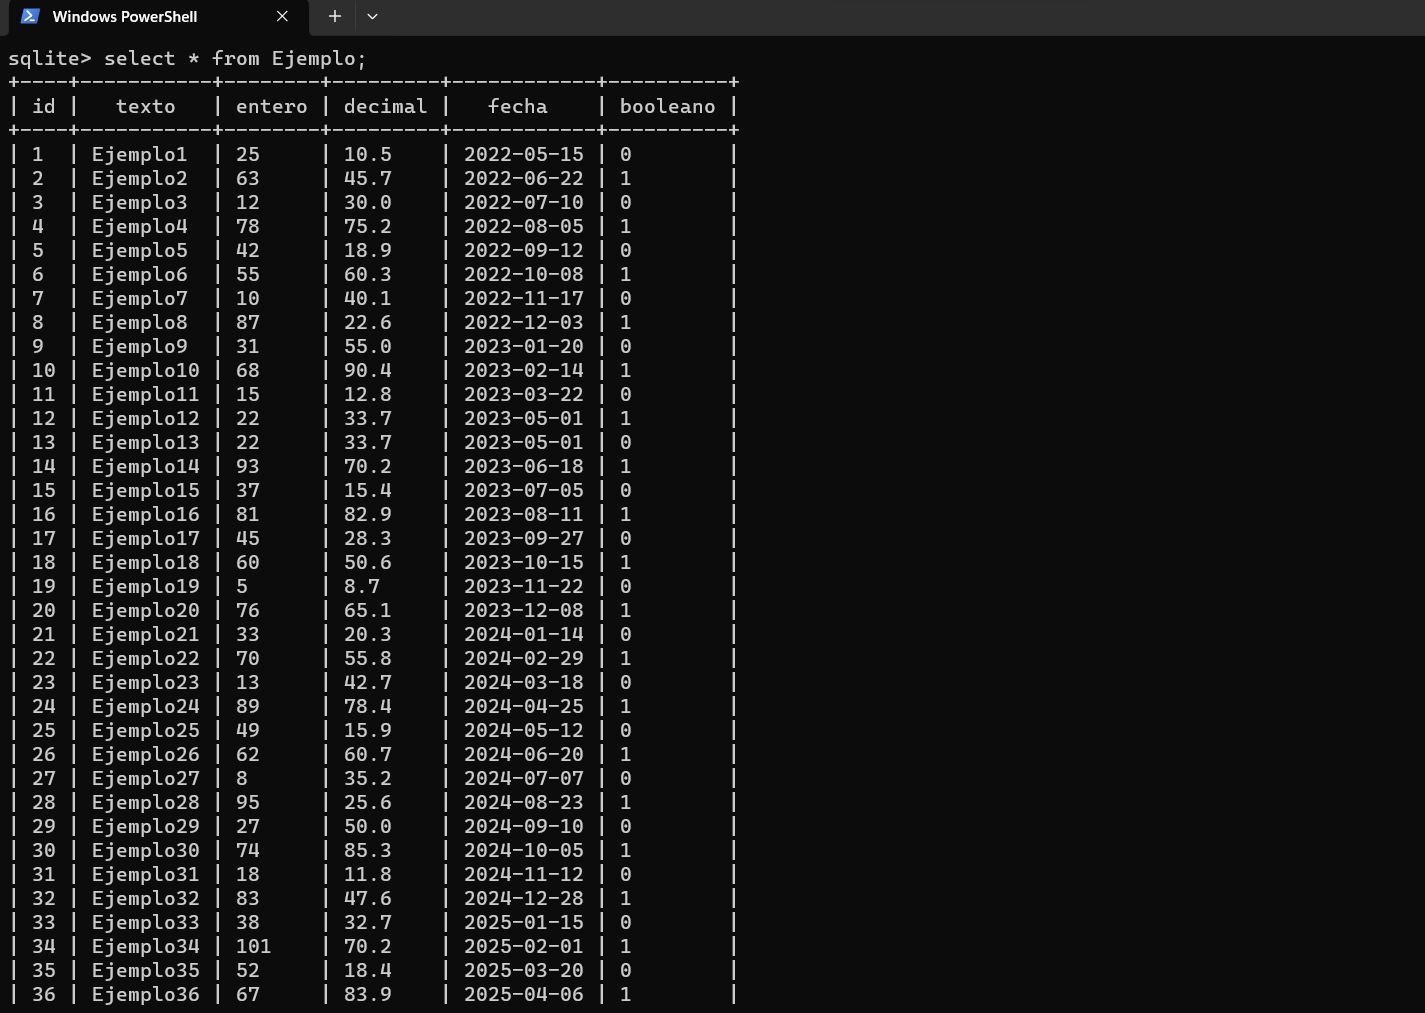 Windows PowerShell
sqlite> select * from Ejemplo;
+----+-----------+--------+---------+------------+----------+
| id |   texto   | entero | decimal |   fecha    | booleano |
+----+-----------+--------+---------+------------+----------+
| 1  | Ejemplo1  | 25     | 10.5    | 2022-05-15 | 0        |
| 2  | Ejemplo2  | 63     | 45.7    | 2022-06-22 | 1        |
| 3  | Ejemplo3  | 12     | 30.0    | 2022-07-10 | 0        |
| 4  | Ejemplo4  | 78     | 75.2    | 2022-08-05 | 1        |
| 5  | Ejemplo5  | 42     | 18.9    | 2022-09-12 | 0        |
| 6  | Ejemplo6  | 55     | 60.3    | 2022-10-08 | 1        |
| 7  | Ejemplo7  | 10     | 40.1    | 2022-11-17 | 0        |
| 8  | Ejemplo8  | 87     | 22.6    | 2022-12-03 | 1        |
| 9  | Ejemplo9  | 31     | 55.0    | 2023-01-20 | 0        |
| 10 | Ejemplo10 | 68     | 90.4    | 2023-02-14 | 1        |
| 11 | Ejemplo11 | 15     | 12.8    | 2023-03-22 | 0        |
| 12 | Ejemplo12 | 22     | 33.7    | 2023-05-01 | 1        |
| 13 | Ejemplo13 | 22     | 33.7    | 2023-05-01 | 0        |
| 14 | Ejemplo14 | 93     | 70.2    | 2023-06-18 | 1        |
| 15 | Ejemplo15 | 37     | 15.4    | 2023-07-05 | 0        |
| 16 | Ejemplo16 | 81     | 82.9    | 2023-08-11 | 1        |
| 17 | Ejemplo17 | 45     | 28.3    | 2023-09-27 | 0        |
| 18 | Ejemplo18 | 60     | 50.6    | 2023-10-15 | 1        |
| 19 | Ejemplo19 | 5      | 8.7     | 2023-11-22 | 0        |
| 20 | Ejemplo20 | 76     | 65.1    | 2023-12-08 | 1        |
| 21 | Ejemplo21 | 33     | 20.3    | 2024-01-14 | 0        |
| 22 | Ejemplo22 | 70     | 55.8    | 2024-02-29 | 1        |
| 23 | Ejemplo23 | 13     | 42.7    | 2024-03-18 | 0        |
| 24 | Ejemplo24 | 89     | 78.4    | 2024-04-25 | 1        |
| 25 | Ejemplo25 | 49     | 15.9    | 2024-05-12 | 0        |
| 26 | Ejemplo26 | 62     | 60.7    | 2024-06-20 | 1        |
| 27 | Ejemplo27 | 8      | 35.2    | 2024-07-07 | 0        |
| 28 | Ejemplo28 | 95     | 25.6    | 2024-08-23 | 1        |
| 29 | Ejemplo29 | 27     | 50.0    | 2024-09-10 | 0        |
| 30 | Ejemplo30 | 74     | 85.3    | 2024-10-05 | 1        |
| 31 | Ejemplo31 | 18     | 11.8    | 2024-11-12 | 0        |
| 32 | Ejemplo32 | 83     | 47.6    | 2024-12-28 | 1        |
| 33 | Ejemplo33 | 38     | 32.7    | 2025-01-15 | 0        |
| 34 | Ejemplo34 | 101    | 70.2    | 2025-02-01 | 1        |
| 35 | Ejemplo35 | 52     | 18.4    | 2025-03-20 | 0        |
| 36 | Ejemplo36 | 67     | 83.9    | 2025-04-06 | 1        |